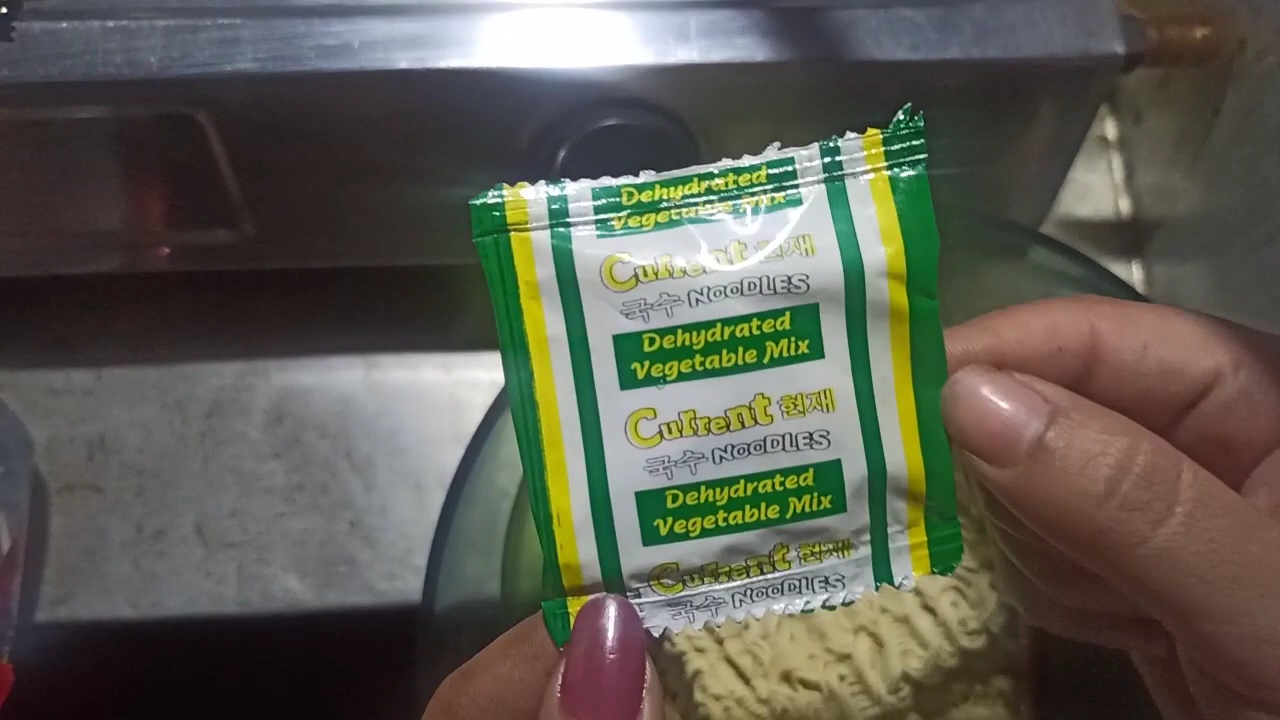 Dehydrated
Vegetable Mix
Current 현재
국수 NOODLES
Dehydrated
Vegetable Mix
Current 현재
국수 NOODLES
Dehydrated
Vegetable Mix
Current 현재
국수 NOODLES